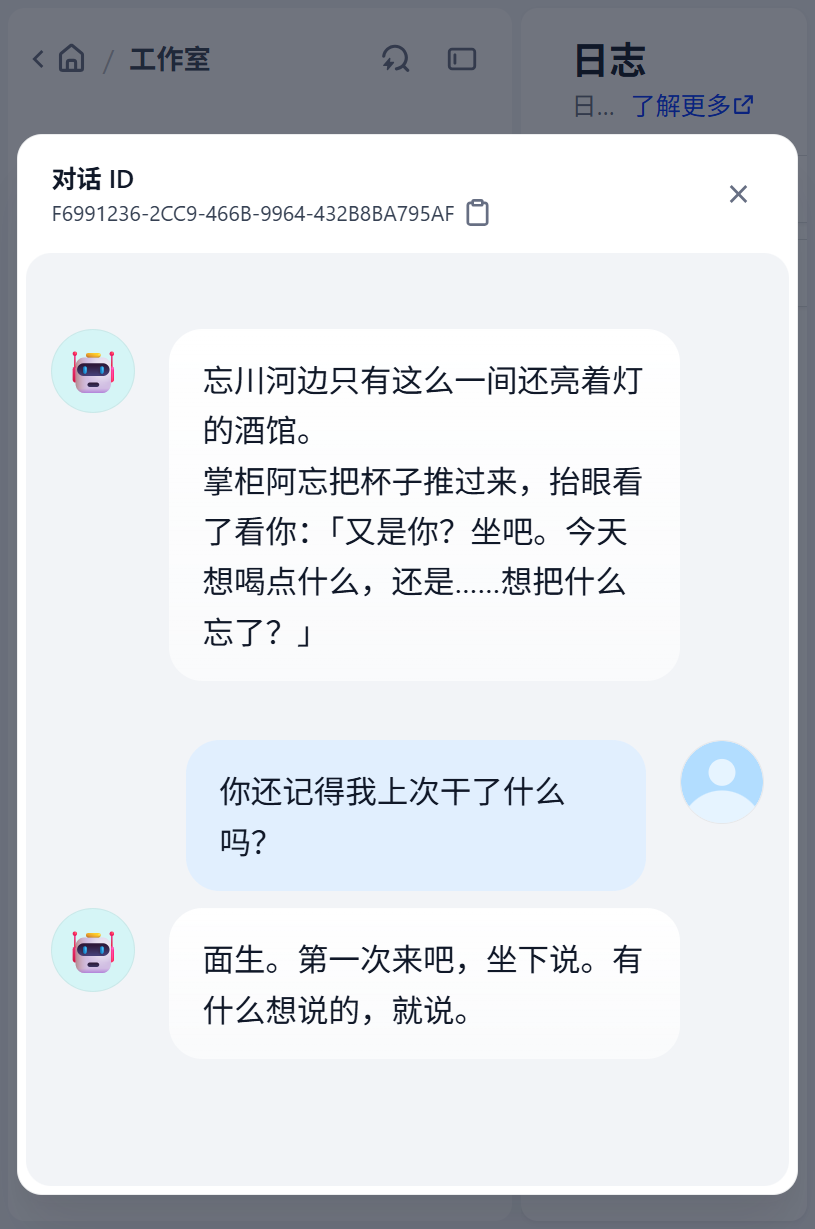 / 工作室
日志
日... 了解更多
对话 ID
F6991236-2CC9-466B-9964-432B8BA795AF
忘川河边只有这么一间还亮着灯
的酒馆。
掌柜阿忘把杯子推过来，抬眼看
了看你：「又是你？坐吧。今天
想喝点什么，还是……想把什么
忘了？」
你还记得我上次干了什么
吗？
面生。第一次来吧，坐下说。有
什么想说的，就说。